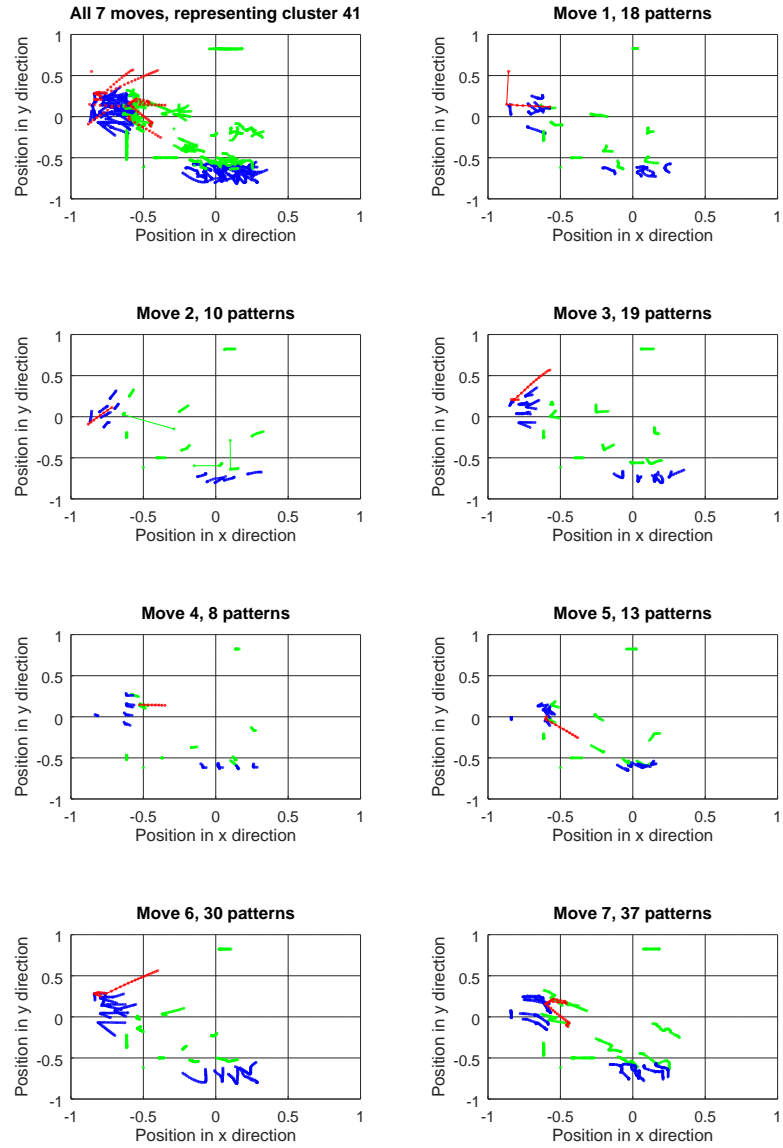 All 7 moves, representing cluster 41
1
0.5
0
-0.5
-1
-1 -0.5 0 0.5 1
Position in x direction
Position in y direction
Move 1, 18 patterns
1
0.5
0
-0.5
-1
-1 -0.5 0 0.5 1
Position in x direction
Position in y direction
Move 2, 10 patterns
1
0.5
0
-0.5
-1
-1 -0.5 0 0.5 1
Position in x direction
Position in y direction
Move 3, 19 patterns
1
0.5
0
-0.5
-1
-1 -0.5 0 0.5 1
Position in x direction
Position in y direction
Move 4, 8 patterns
1
0.5
0
-0.5
-1
-1 -0.5 0 0.5 1
Position in x direction
Position in y direction
Move 5, 13 patterns
1
0.5
0
-0.5
-1
-1 -0.5 0 0.5 1
Position in x direction
Position in y direction
Move 6, 30 patterns
1
0.5
0
-0.5
-1
-1 -0.5 0 0.5 1
Position in x direction
Position in y direction
Move 7, 37 patterns
1
0.5
0
-0.5
-1
-1 -0.5 0 0.5 1
Position in x direction
Position in y direction